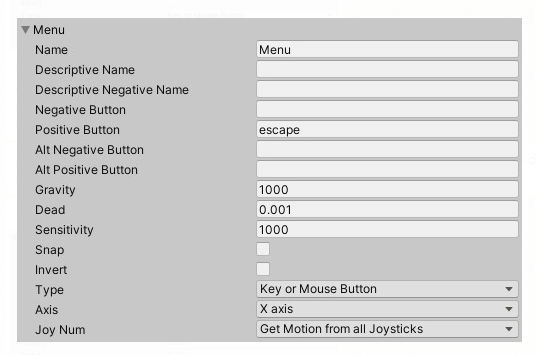 Menu
Name Menu
Descriptive Name
Descriptive Negative Name
Negative Button
Positive Button escape
Alt Negative Button
Alt Positive Button
Gravity 1000
Dead 0.001
Sensitivity 1000
Snap
Invert
Type Key or Mouse Button
Axis X axis
Joy Num Get Motion from all Joysticks